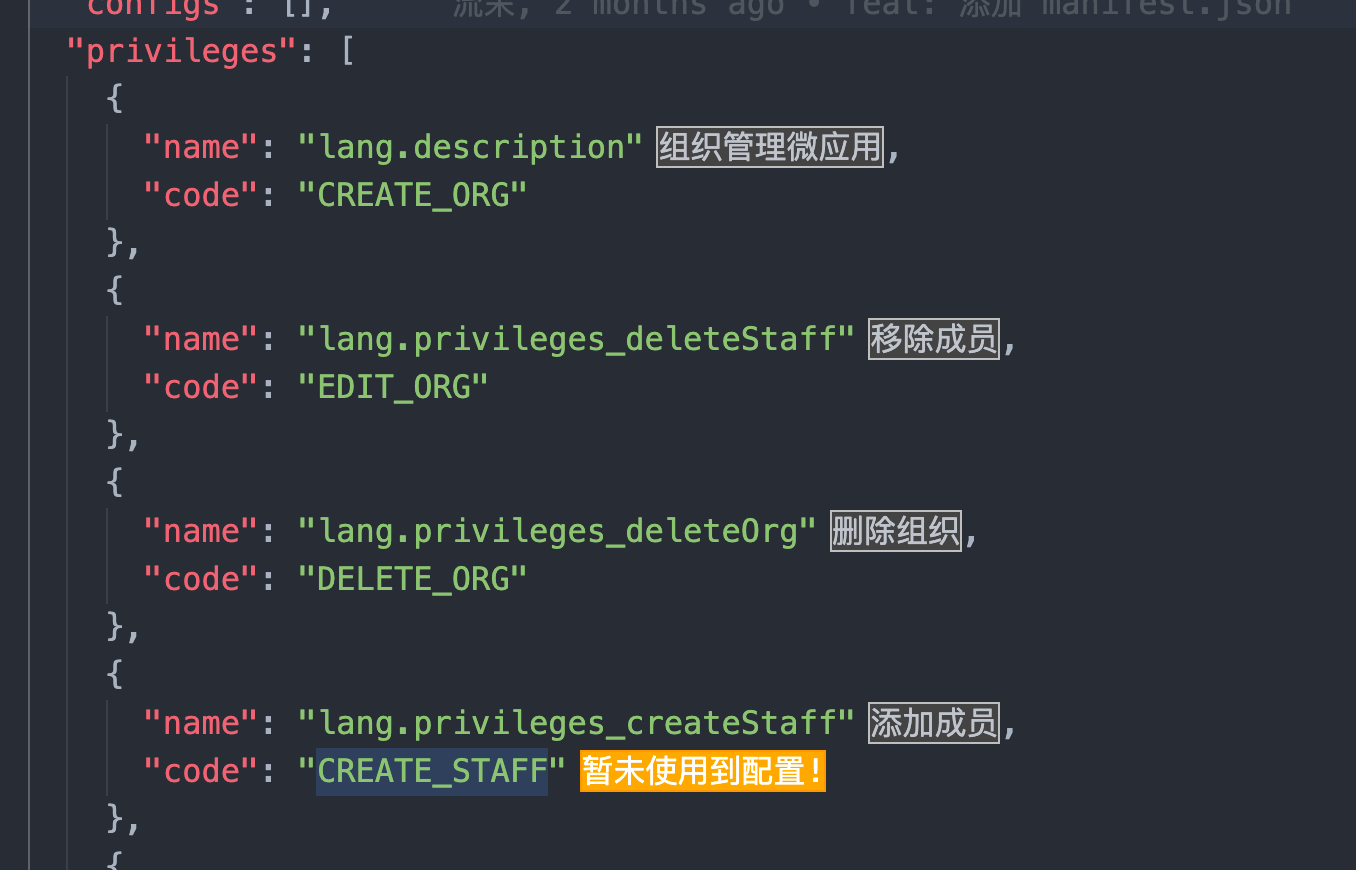 "configs": [], 流采, 2 months ago • feat: 添加 manifest.json
"privileges": [
{
"name": "lang.description" 组织管理微应用,
"code": "CREATE_ORG"
},
{
"name": "lang.privileges_deleteStaff" 移除成员,
"code": "EDIT_ORG"
},
{
"name": "lang.privileges_deleteOrg" 删除组织,
"code": "DELETE_ORG"
},
{
"name": "lang.privileges_createStaff" 添加成员,
"code": "CREATE_STAFF" 暂未使用到配置!
},
{